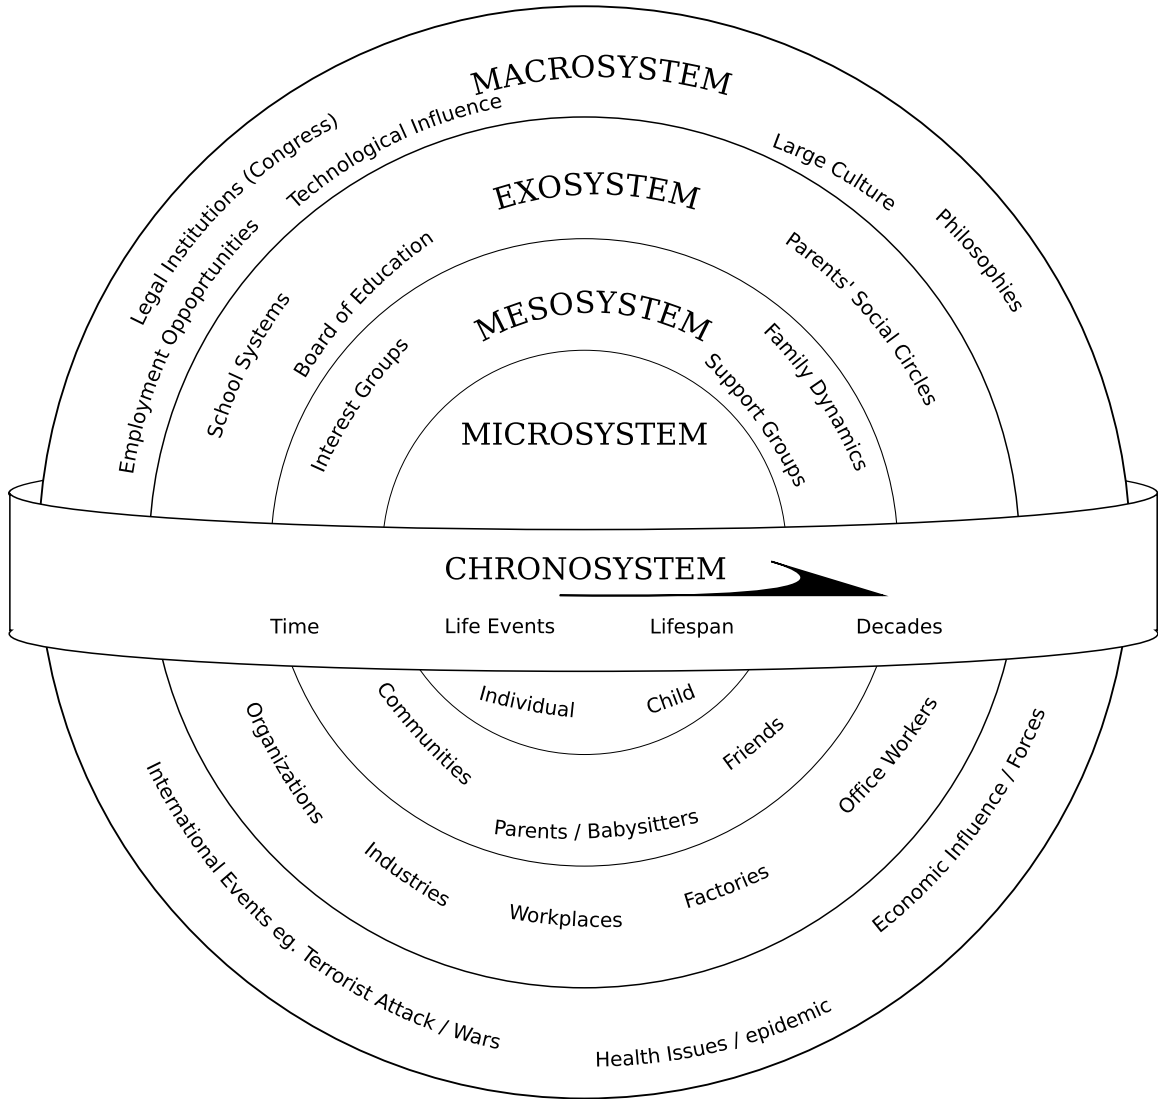 MACROSYSTEM
Legal Institutions (Congress)
Technological Influence
Employment Oppoprtunities
Large Culture
Philosophies
EXOSYSTEM
School Systems
Board of Education
Parents' Social Circles
MESOSYSTEM
Interest Groups
Family Dynamics
Support Groups
MICROSYSTEM
CHRONOSYSTEM
Time
Life Events
Lifespan
Decades
Individual
Child
Communities
Friends
Parents / Babysitters
Organizations
Industries
Workplaces
Factories
Office Workers
International Events eg. Terrorist Attack / Wars
Health Issues / epidemic
Economic Influence / Forces